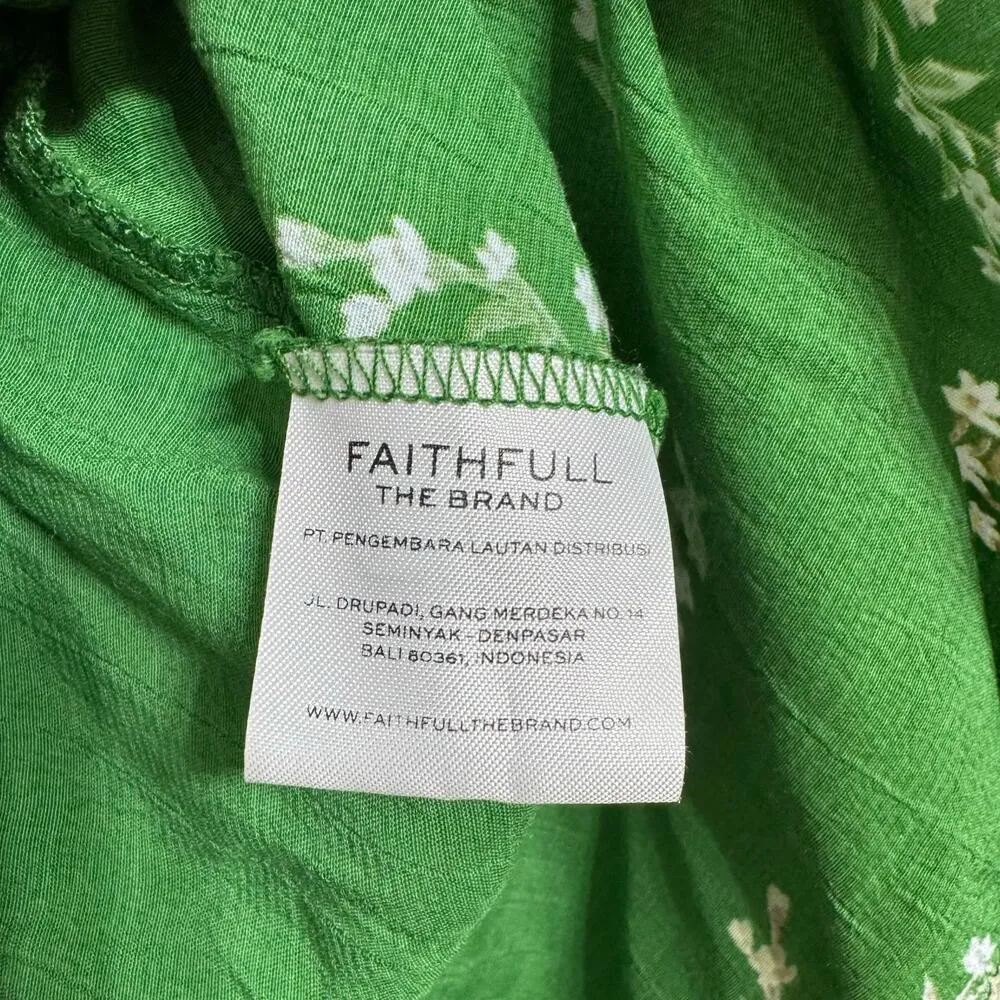 FAITHFULL
THE BRAND
PT. PENGEMBARA LAUTAN DISTRIBUSI
JL. DRUPADI, GANG MERDEKA NO. 14
SEMINYAK - DENPASAR
BALI 80361, INDONESIA
WWW.FAITHFULLTHEBRAND.COM